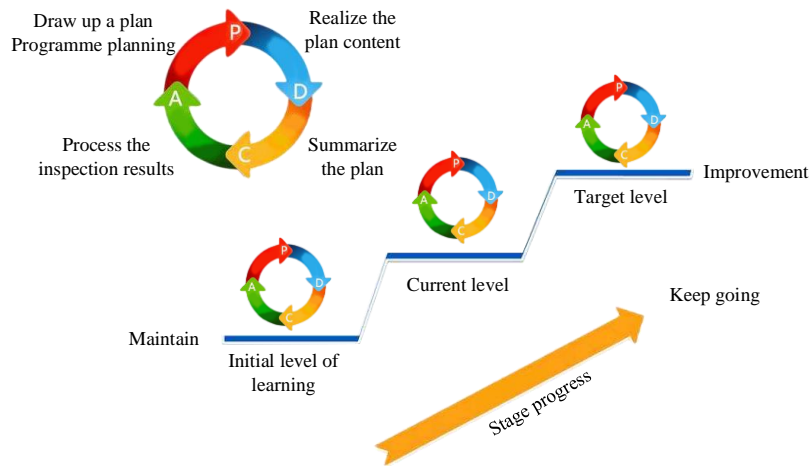 Draw up a plan
Programme planning
Realize the
plan content
P
A
D
C
Process the
inspection results
Summarize
the plan
P
A
D
C
Improvement
Target level
P
A
D
C
Current level
P
A
D
C
Keep going
Maintain
Initial level of
learning
Stage progress